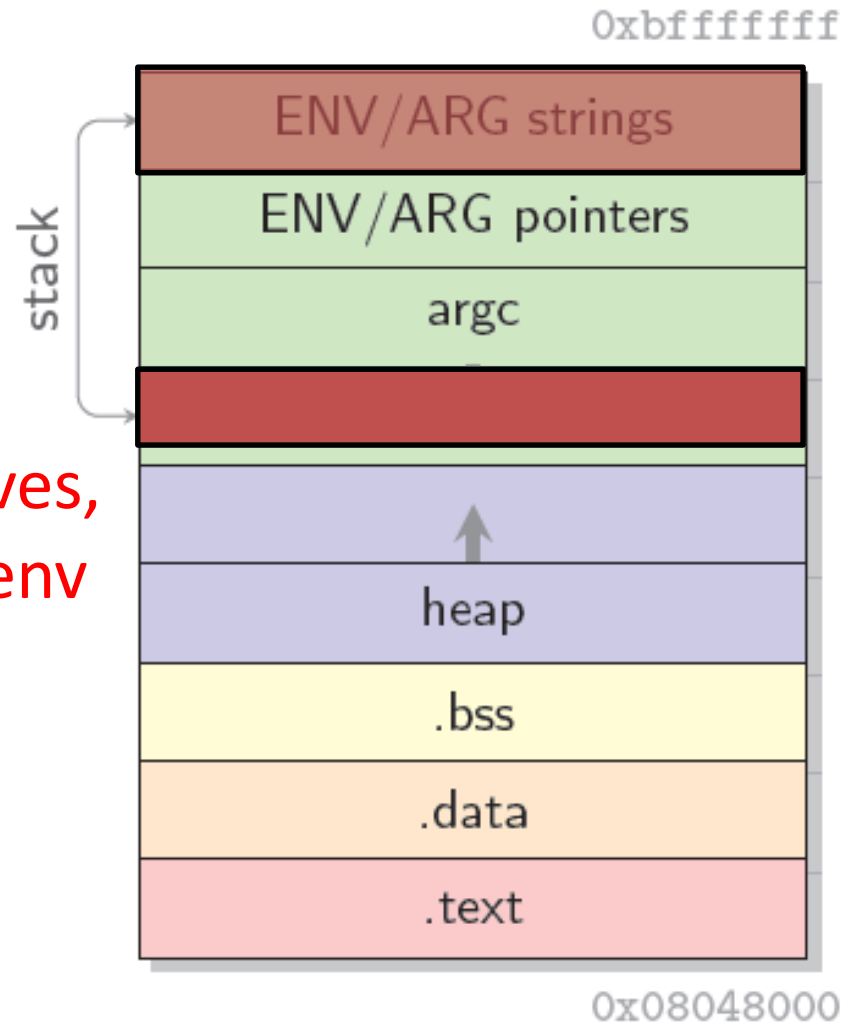 0xbfffffff
ENV/ARG strings
ENV/ARG pointers
stack
argc
ves,
env
heap
.bss
.data
.text
0x08048000